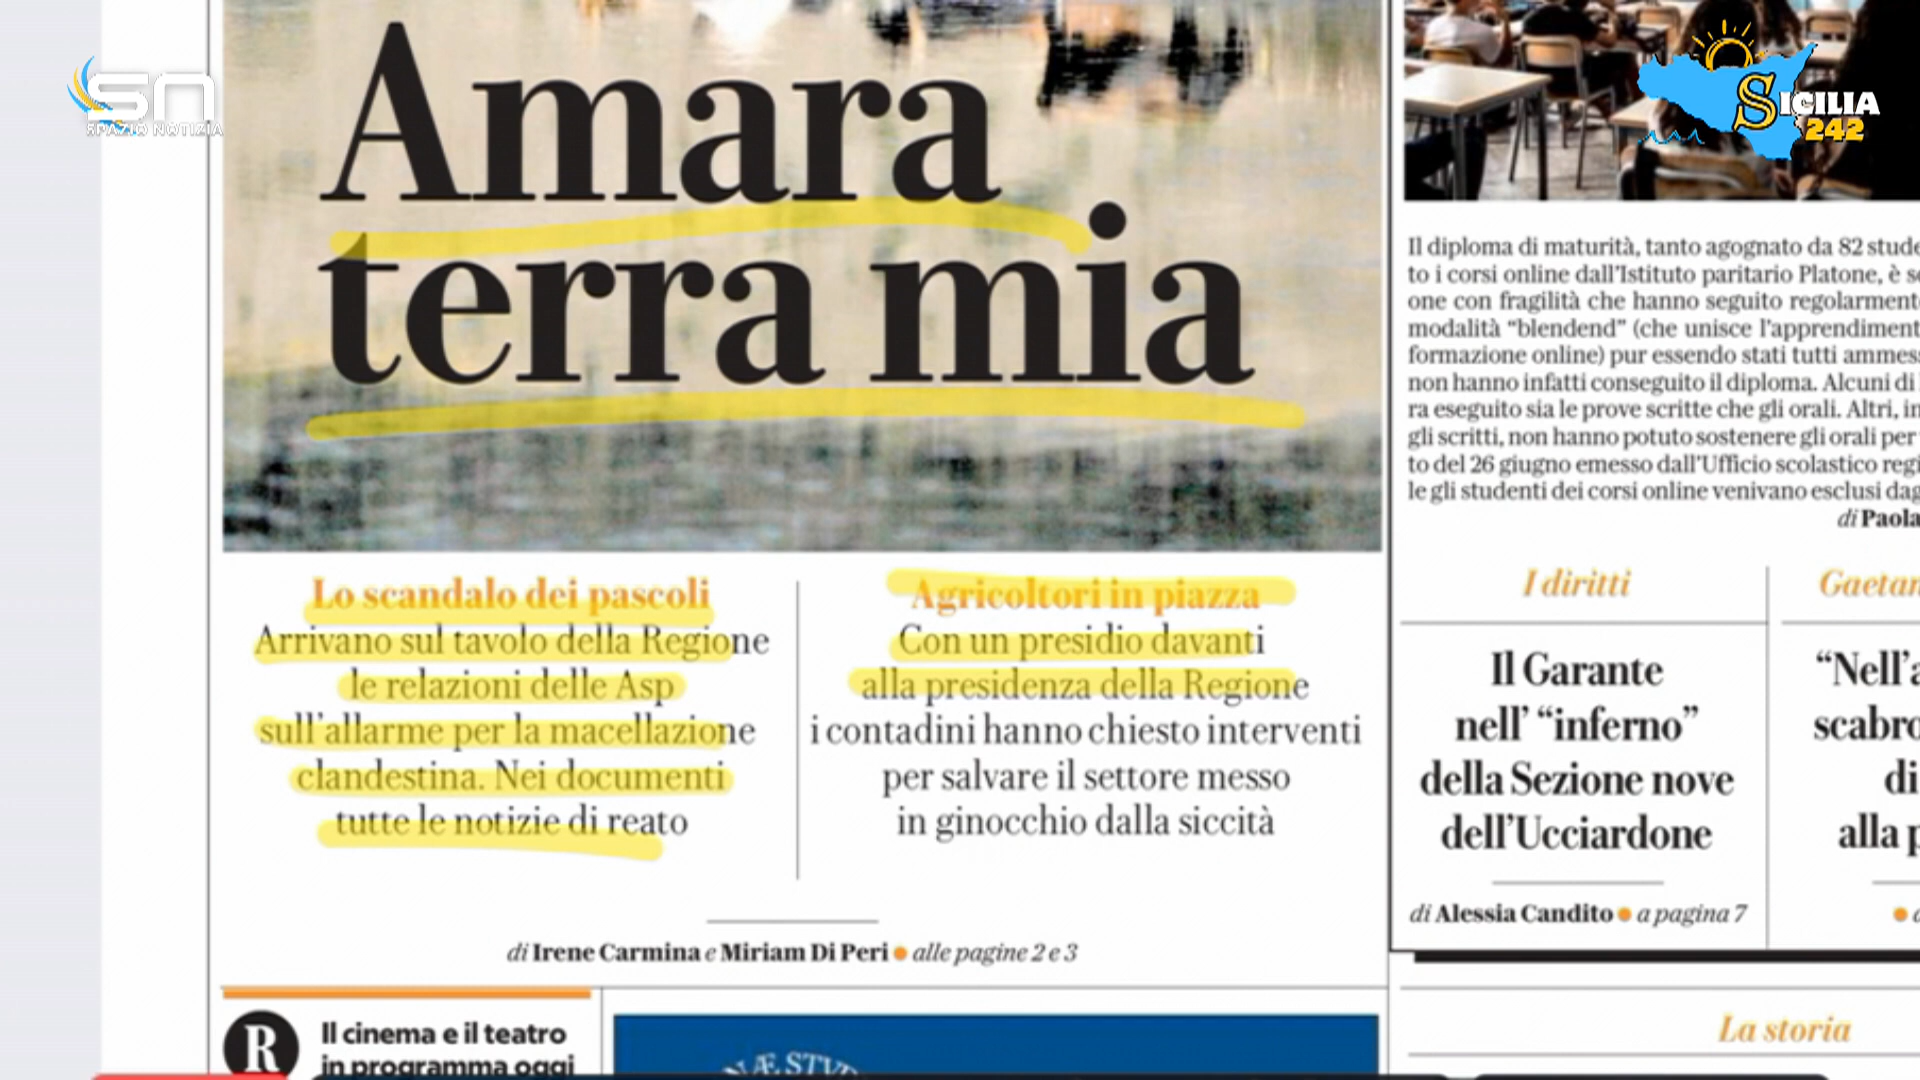 SN
SPAZIO NOTIZIA
SICILIA
242
Amara
terra mia
Lo scandalo dei pascoli
Arrivano sul tavolo della Regione
le relazioni delle Asp
sull'allarme per la macellazione
clandestina. Nei documenti
tutte le notizie di reato
Agricoltori in piazza
Con un presidio davanti
alla presidenza della Regione
i contadini hanno chiesto interventi
per salvare il settore messo
in ginocchio dalla siccità
di Irene Carmina e Miriam Di Peri ● alle pagine 2 e 3
R
Il cinema e il teatro
in programma oggi
Il diploma di maturità, tanto agognato da 82 stude
to i corsi online dall'Istituto paritario Platone, è
one con fragilità che hanno seguito regolarment
modalità “blendend” (che unisce l'apprendiment
formazione online) pur essendo stati tutti ammes
non hanno infatti conseguito il diploma. Alcuni di
ra eseguito sia le prove scritte che gli orali. Altri, in
gli scritti, non hanno potuto sostenere gli orali per
to del 26 giugno emesso dall'Ufficio scolastico regi
le gli studenti dei corsi online venivano esclusi dag
di Paola
I diritti
Il Garante
nell' “inferno”
della Sezione nove
dell'Ucciardone
di Alessia Candito ● a pagina 7
Gaetan
“Nell'a
scabro
di
alla p
La storia